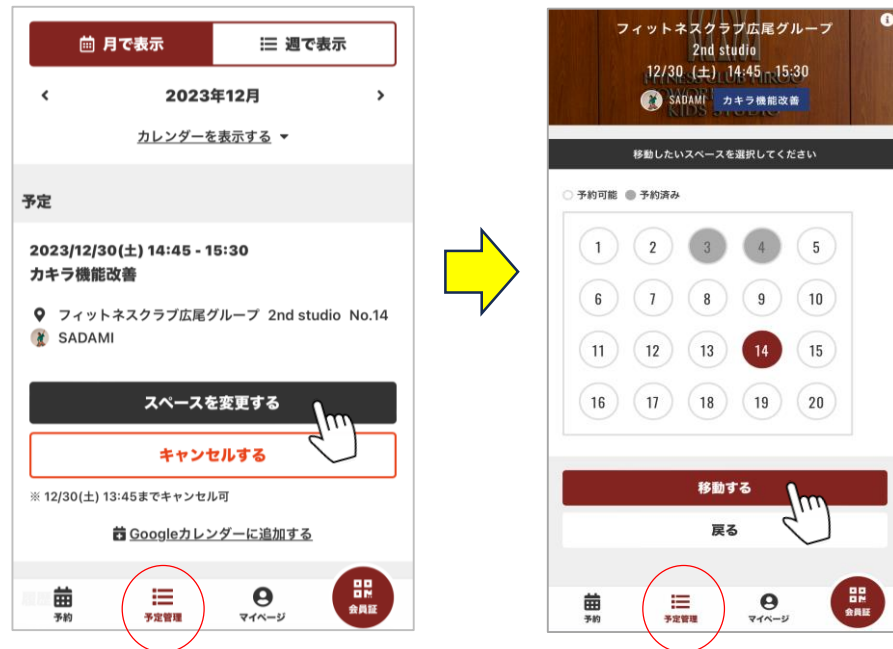 月で表示
週で表示
2023年12月
カレンダーを表示する
予定
2023/12/30(土) 14:45 - 15:30
カキラ機能改善
フィットネスクラブ広尾グループ 2nd studio No.14
SADAMI
スペースを変更する
キャンセルする
※ 12/30(土) 13:45までキャンセル可
Googleカレンダーに追加する
予約
予定管理
マイページ
会員証
フィットネスクラブ広尾グループ
2nd studio
12/30 (土) 14:45 - 15:30
SADAMI カキラ機能改善
KIDS STUDIO
移動したいスペースを選択してください
予約可能 予約済み
1 2 3 4 5
6 7 8 9 10
11 12 13 14 15
16 17 18 19 20
移動する
戻る
予約
予定管理
マイページ
会員証